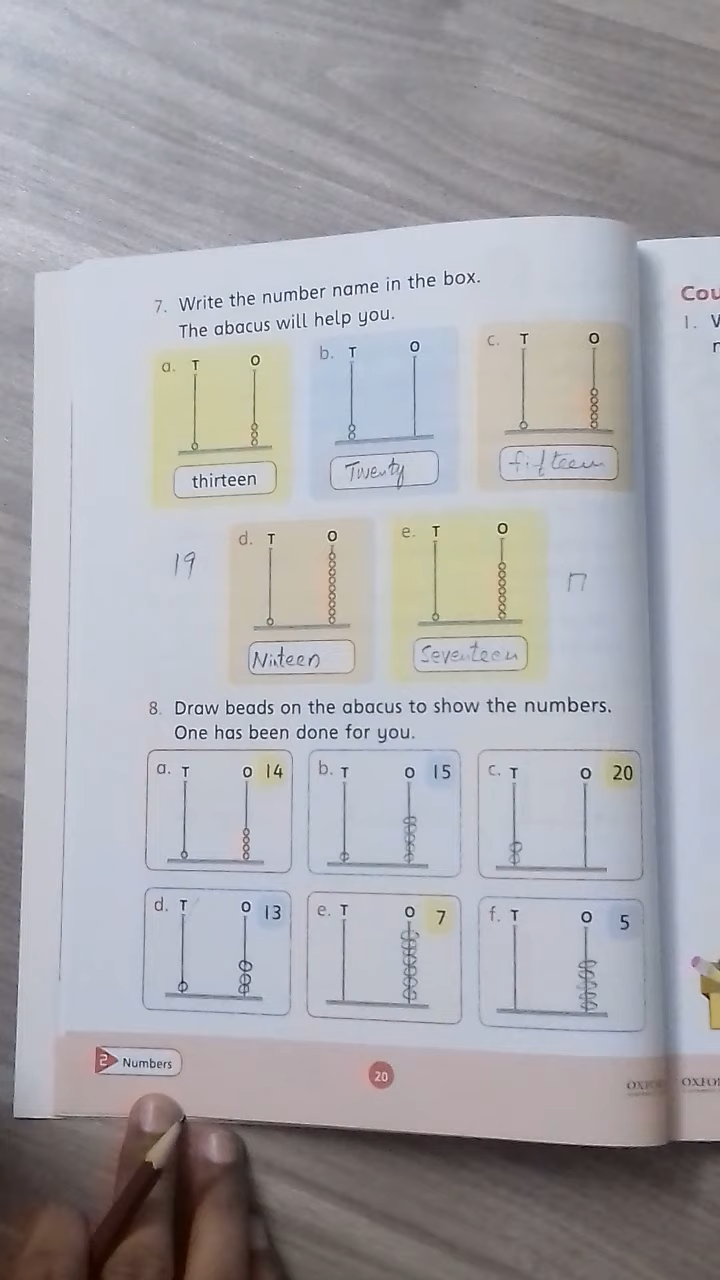 7. Write the number name in the box.
The abacus will help you.
a. T O
b. T O
c. T O
thirteen
Twenty
fifteen
d. T O
e. T O
19
17
Ninteen
Seventeen
8. Draw beads on the abacus to show the numbers.
One has been done for you.
a. T O 14
b. T O 15
c. T O 20
d. T O 13
e. T O 7
f. T O 5
2 Numbers
20
Cou
1.